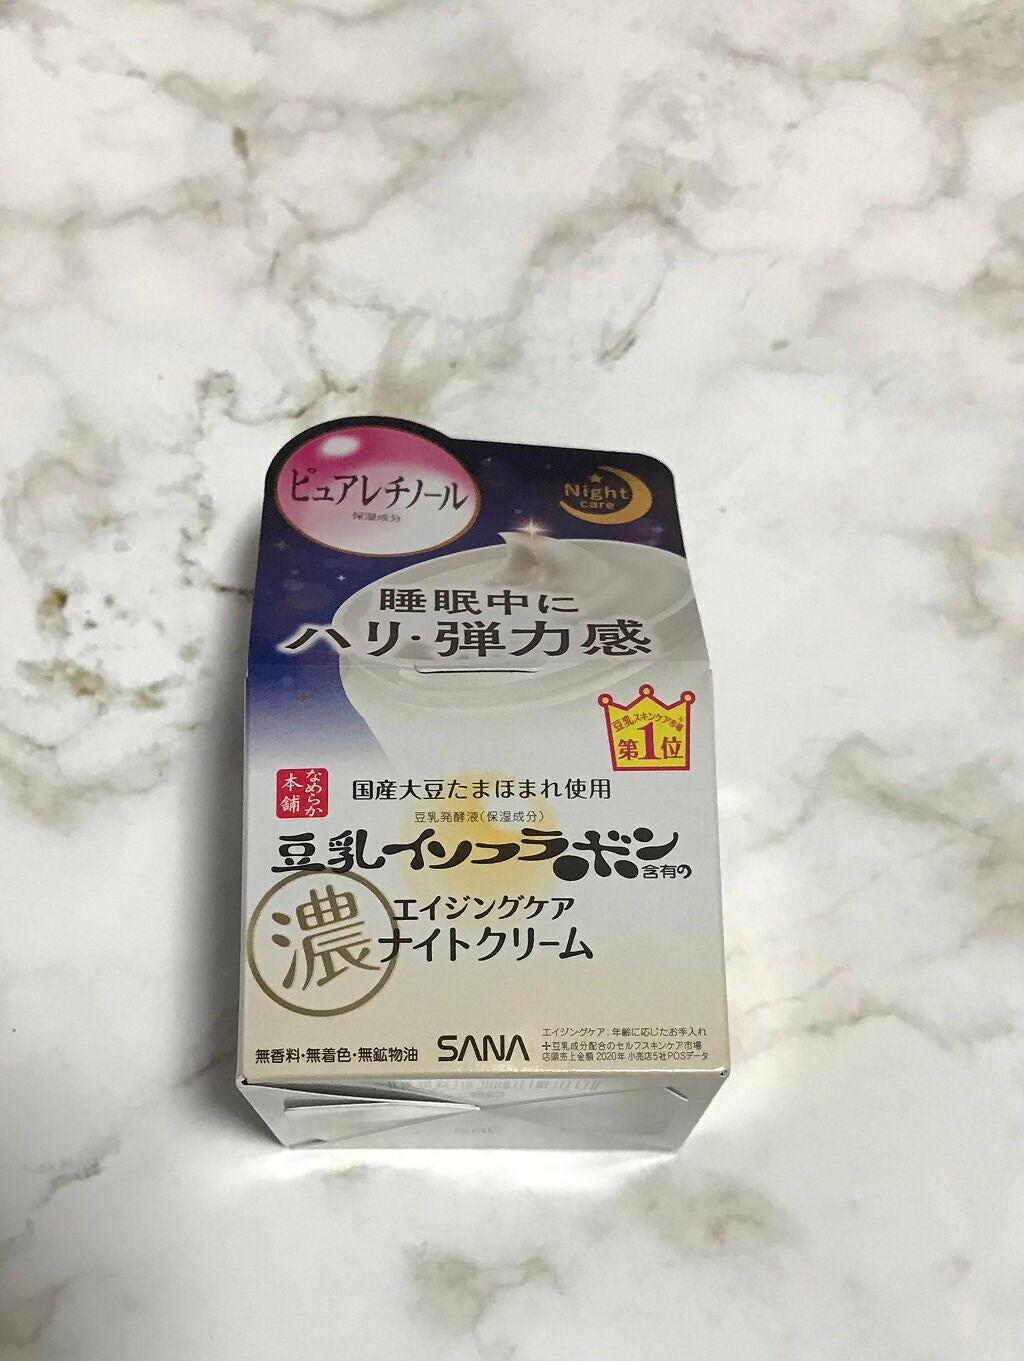 ピュアレチノール
保湿成分
Night
care
睡眠中に
ハリ・弾力感
豆乳スキンケア市場
第1位
なめらか
本舗
国産大豆たまほまれ使用
豆乳発酵液(保湿成分)
豆乳イソフラボン含有の
濃
エイジングケア
ナイトクリーム
無香料・無着色・無鉱物油
SANA
エイジングケア:年齢に応じたお手入れ
＋豆乳成分配合のセルフスキンケア市場
店頭売上金額 2020年 小売店5社POSデータ